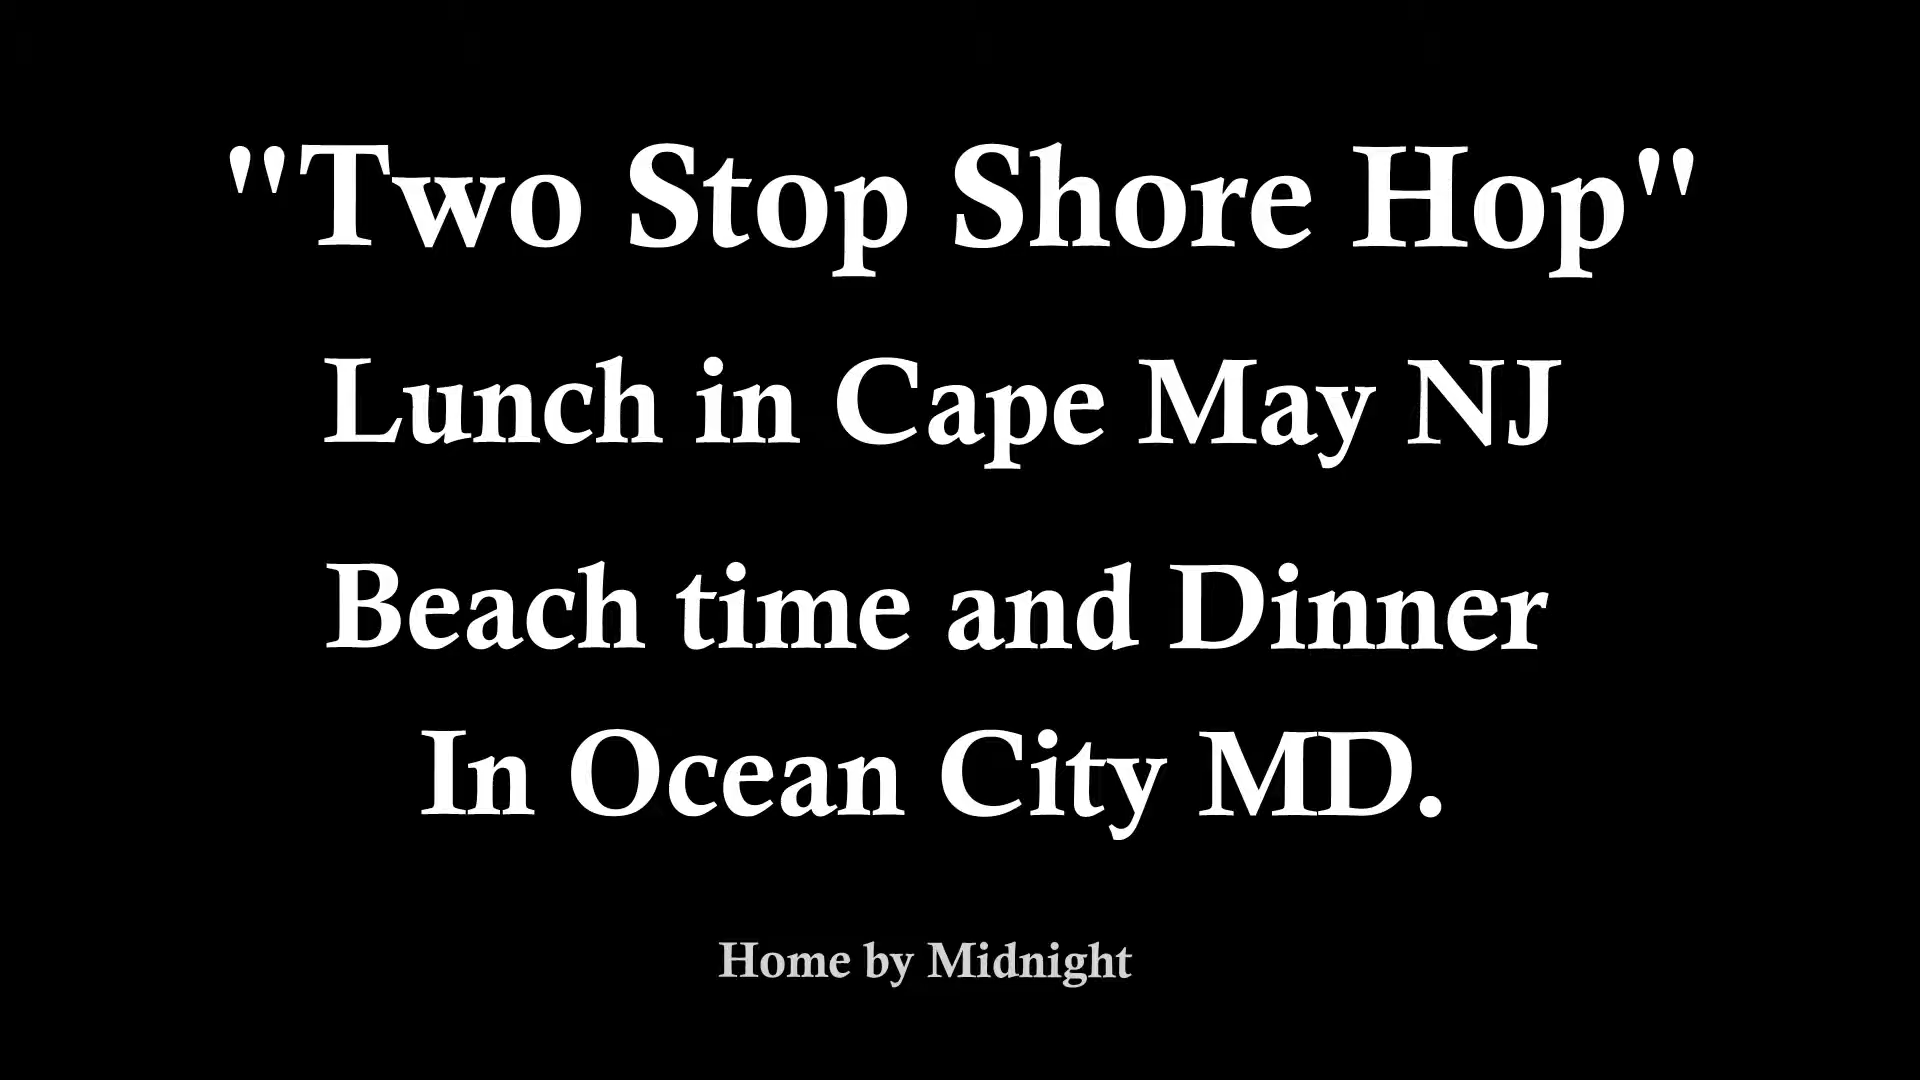 "Two Stop Shore Hop"
Lunch in Cape May NJ
Beach time and Dinner
In Ocean City MD.
Home by Midnight